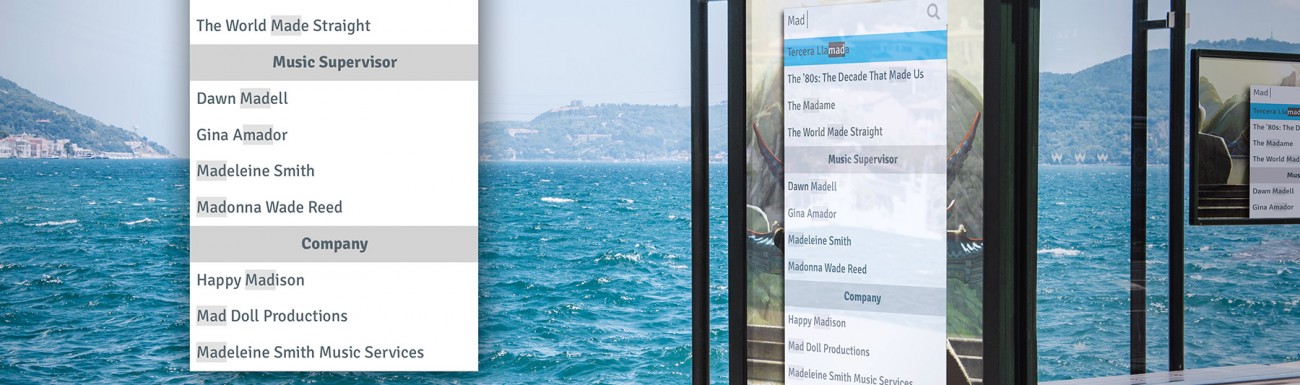 The World Made Straight
Music Supervisor
Dawn Madell
Gina Amador
Madeleine Smith
Madonna Wade Reed
Company
Happy Madison
Mad Doll Productions
Madeleine Smith Music Services
Mad
Tercera Llamada
The '80s: The Decade That Made Us
The Madame
The World Made Straight
Music Supervisor
Dawn Madell
Gina Amador
Madeleine Smith
Madonna Wade Reed
Company
Happy Madison
Mad Doll Productions
Madeleine Smith Music Services
Mad
Tercera Lla
The '80s: The D
The Madame
The World Mad
Mus
Dawn Madell
Gina Amador